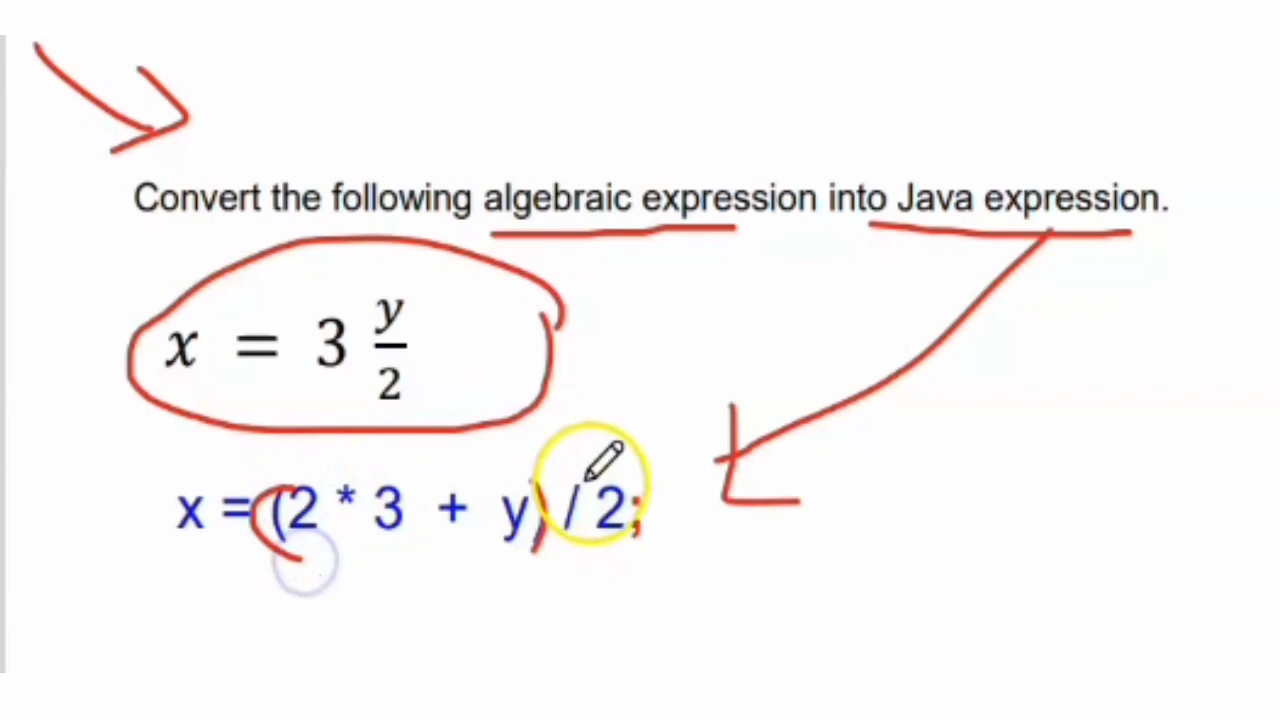 Convert the following algebraic expression into Java expression.
x = 3 y/2
x = (2 * 3 + y) / 2;